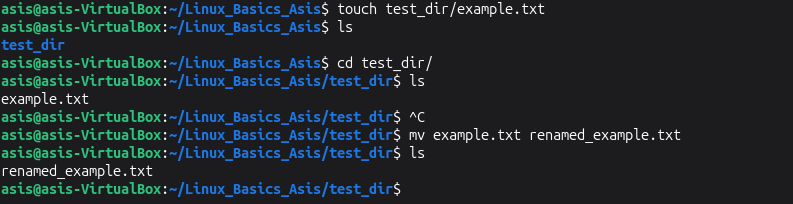 asis@asis-VirtualBox:~/Linux_Basics_Asis$ touch test_dir/example.txt
asis@asis-VirtualBox:~/Linux_Basics_Asis$ ls
test_dir
asis@asis-VirtualBox:~/Linux_Basics_Asis$ cd test_dir/
asis@asis-VirtualBox:~/Linux_Basics_Asis/test_dir$ ls
example.txt
asis@asis-VirtualBox:~/Linux_Basics_Asis/test_dir$ ^C
asis@asis-VirtualBox:~/Linux_Basics_Asis/test_dir$ mv example.txt renamed_example.txt
asis@asis-VirtualBox:~/Linux_Basics_Asis/test_dir$ ls
renamed_example.txt
asis@asis-VirtualBox:~/Linux_Basics_Asis/test_dir$